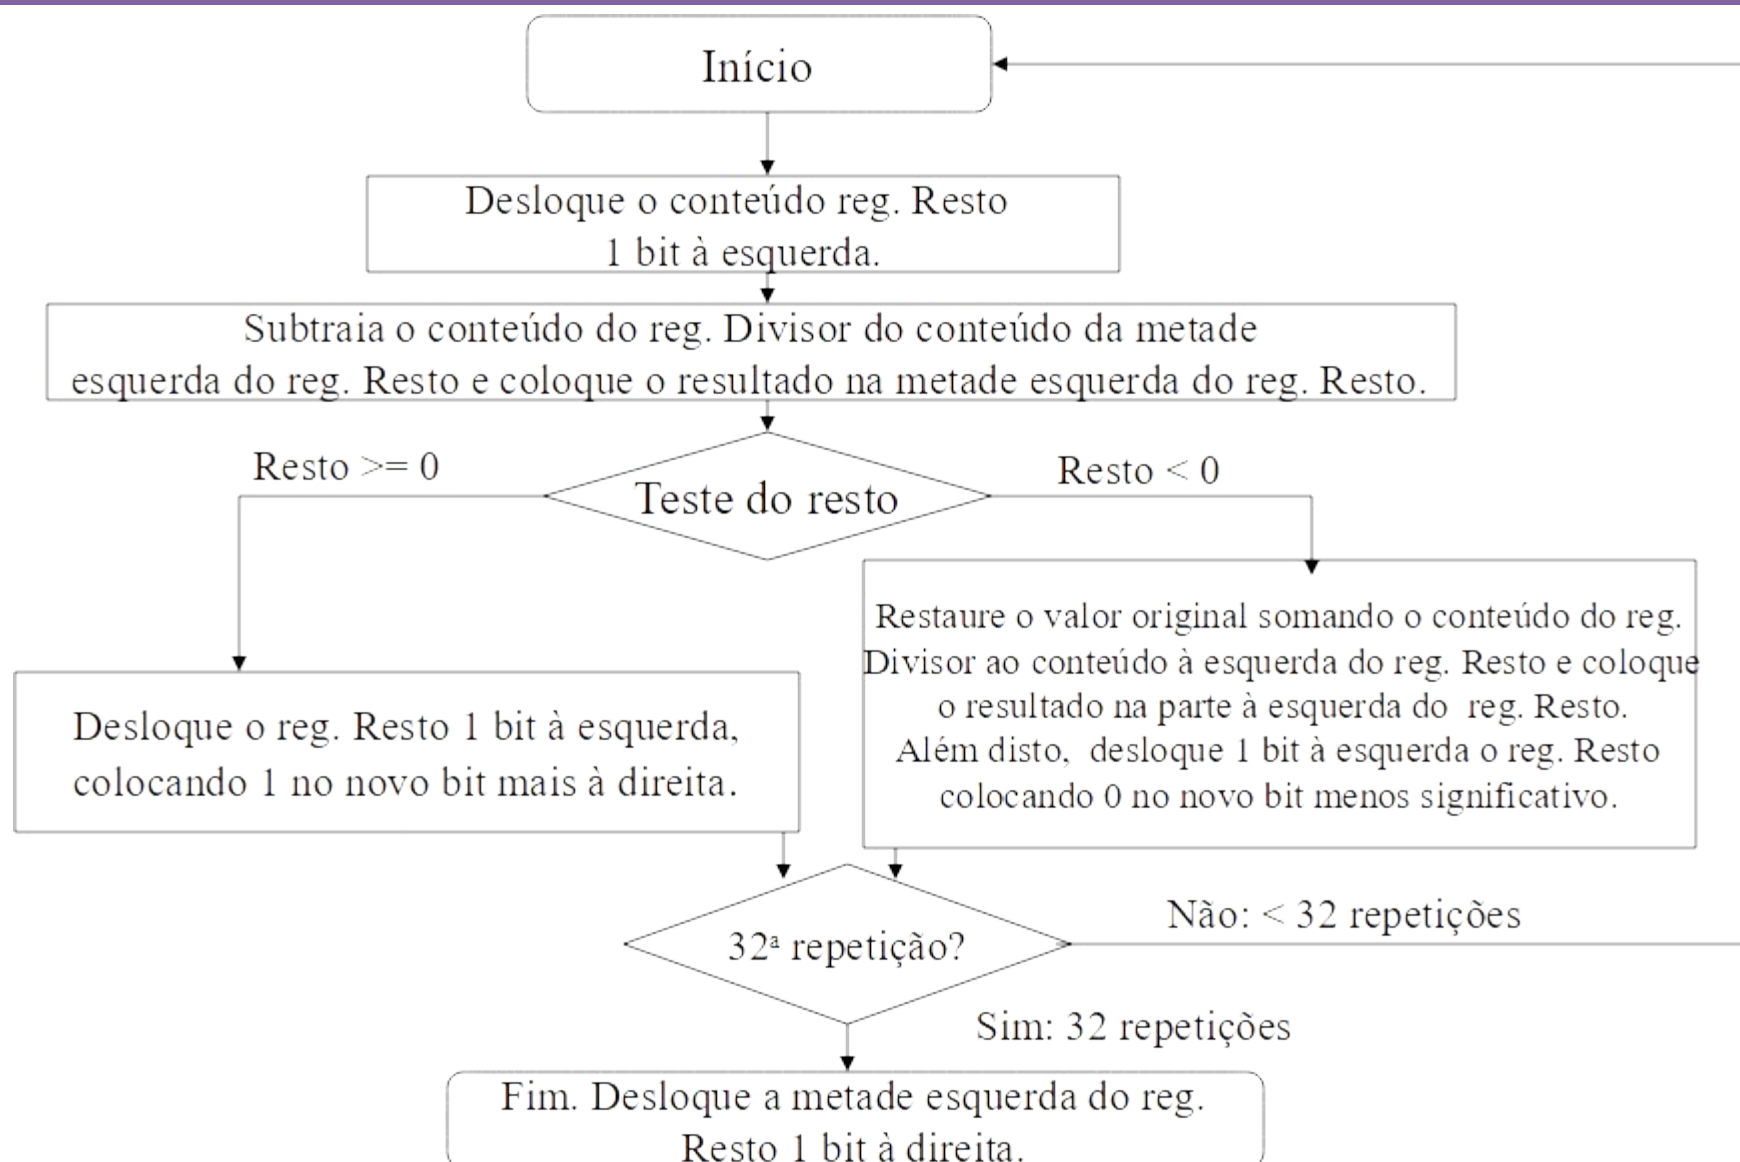 Início
Desloque o conteúdo reg. Resto
1 bit à esquerda.
Subtraia o conteúdo do reg. Divisor do conteúdo da metade
esquerda do reg. Resto e coloque o resultado na metade esquerda do reg. Resto.
Resto >= 0
Teste do resto
Resto < 0
Desloque o reg. Resto 1 bit à esquerda,
colocando 1 no novo bit mais à direita.
Restaure o valor original somando o conteúdo do reg.
Divisor ao conteúdo à esquerda do reg. Resto e coloque
o resultado na parte à esquerda do reg. Resto.
Além disto, desloque 1 bit à esquerda o reg. Resto
colocando 0 no novo bit menos significativo.
32ª repetição?
Não: < 32 repetições
Sim: 32 repetições
Fim. Desloque a metade esquerda do reg.
Resto 1 bit à direita.